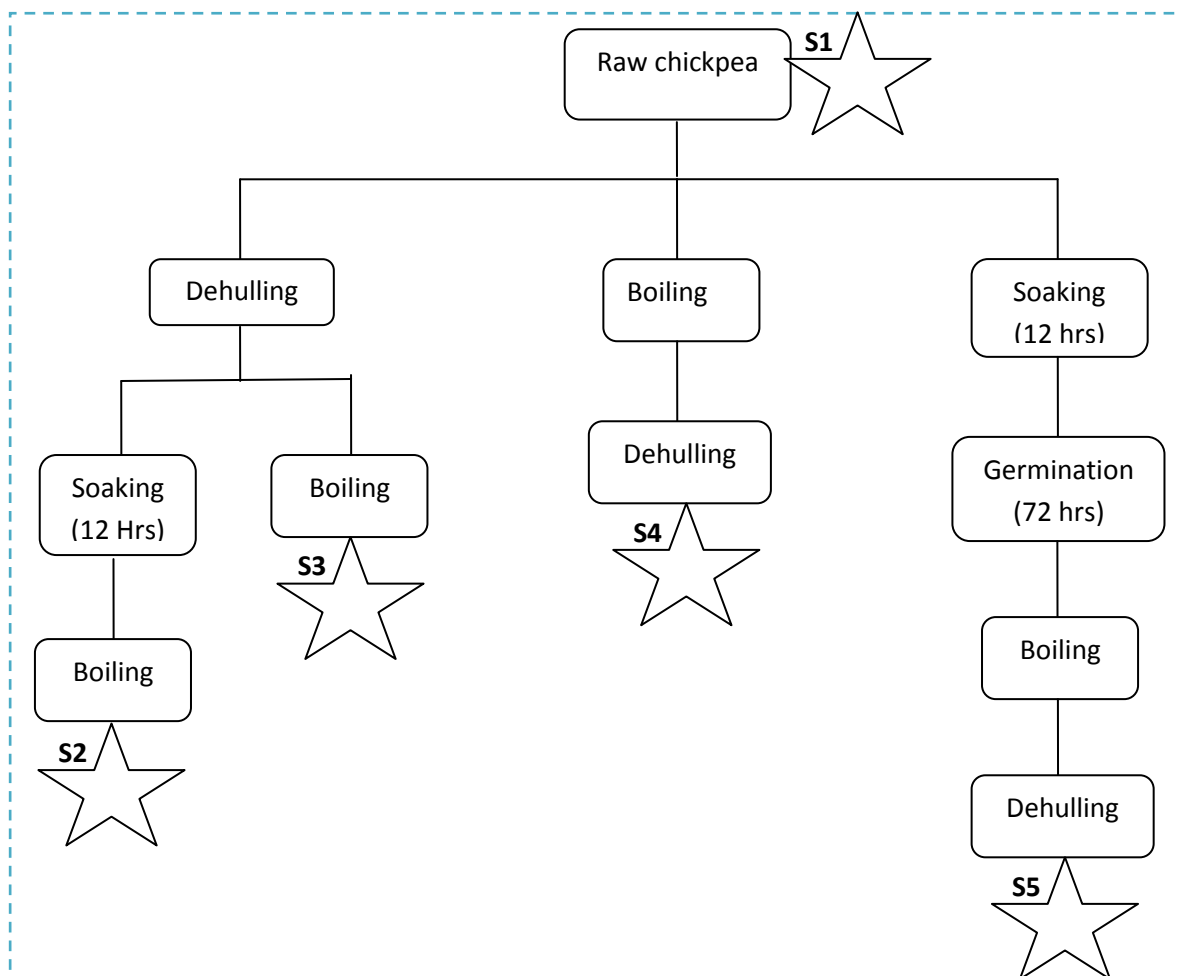 S1
Raw chickpea
Dehulling
Boiling
Soaking
(12 hrs)
Soaking
(12 Hrs)
Boiling
Dehulling
Germination
(72 hrs)
S3
S4
Boiling
Boiling
S2
Dehulling
S5